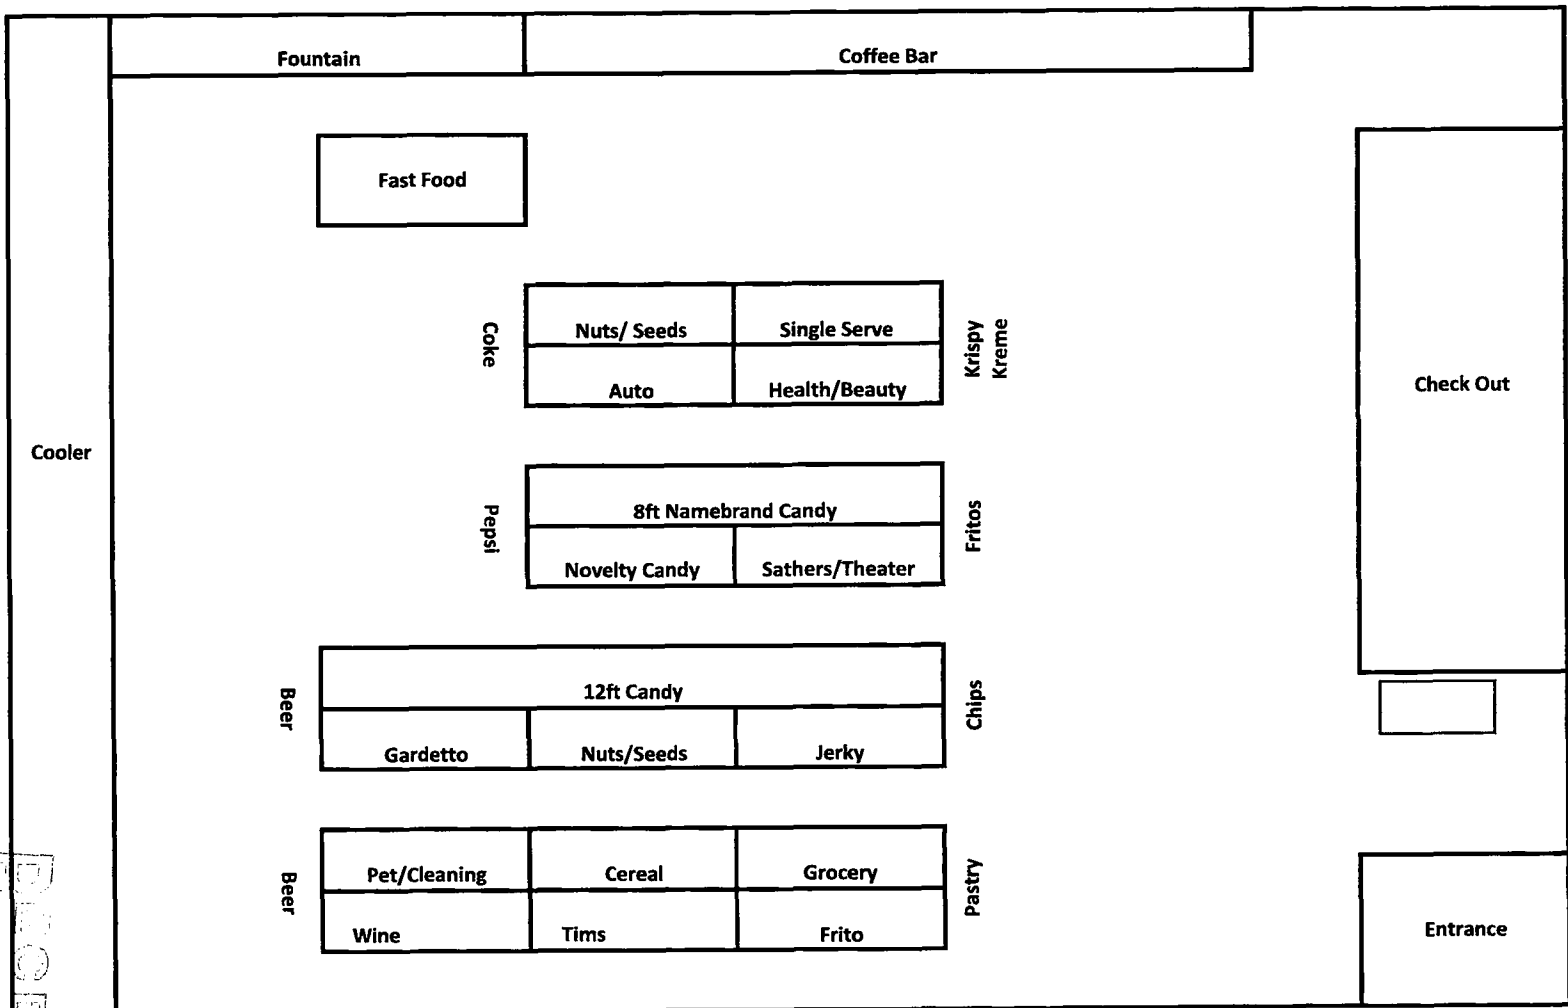 Fountain
Coffee Bar
Fast Food
Coke
Nuts/ Seeds
Single Serve
Krispy
Kreme
Auto
Health/Beauty
Check Out
Cooler
Pepsi
8ft Namebrand Candy
Fritos
Novelty Candy
Sathers/Theater
Beer
12ft Candy
Chips
Gardetto
Nuts/Seeds
Jerky
Beer
Pet/Cleaning
Cereal
Grocery
Pastry
Wine
Tims
Frito
Entrance